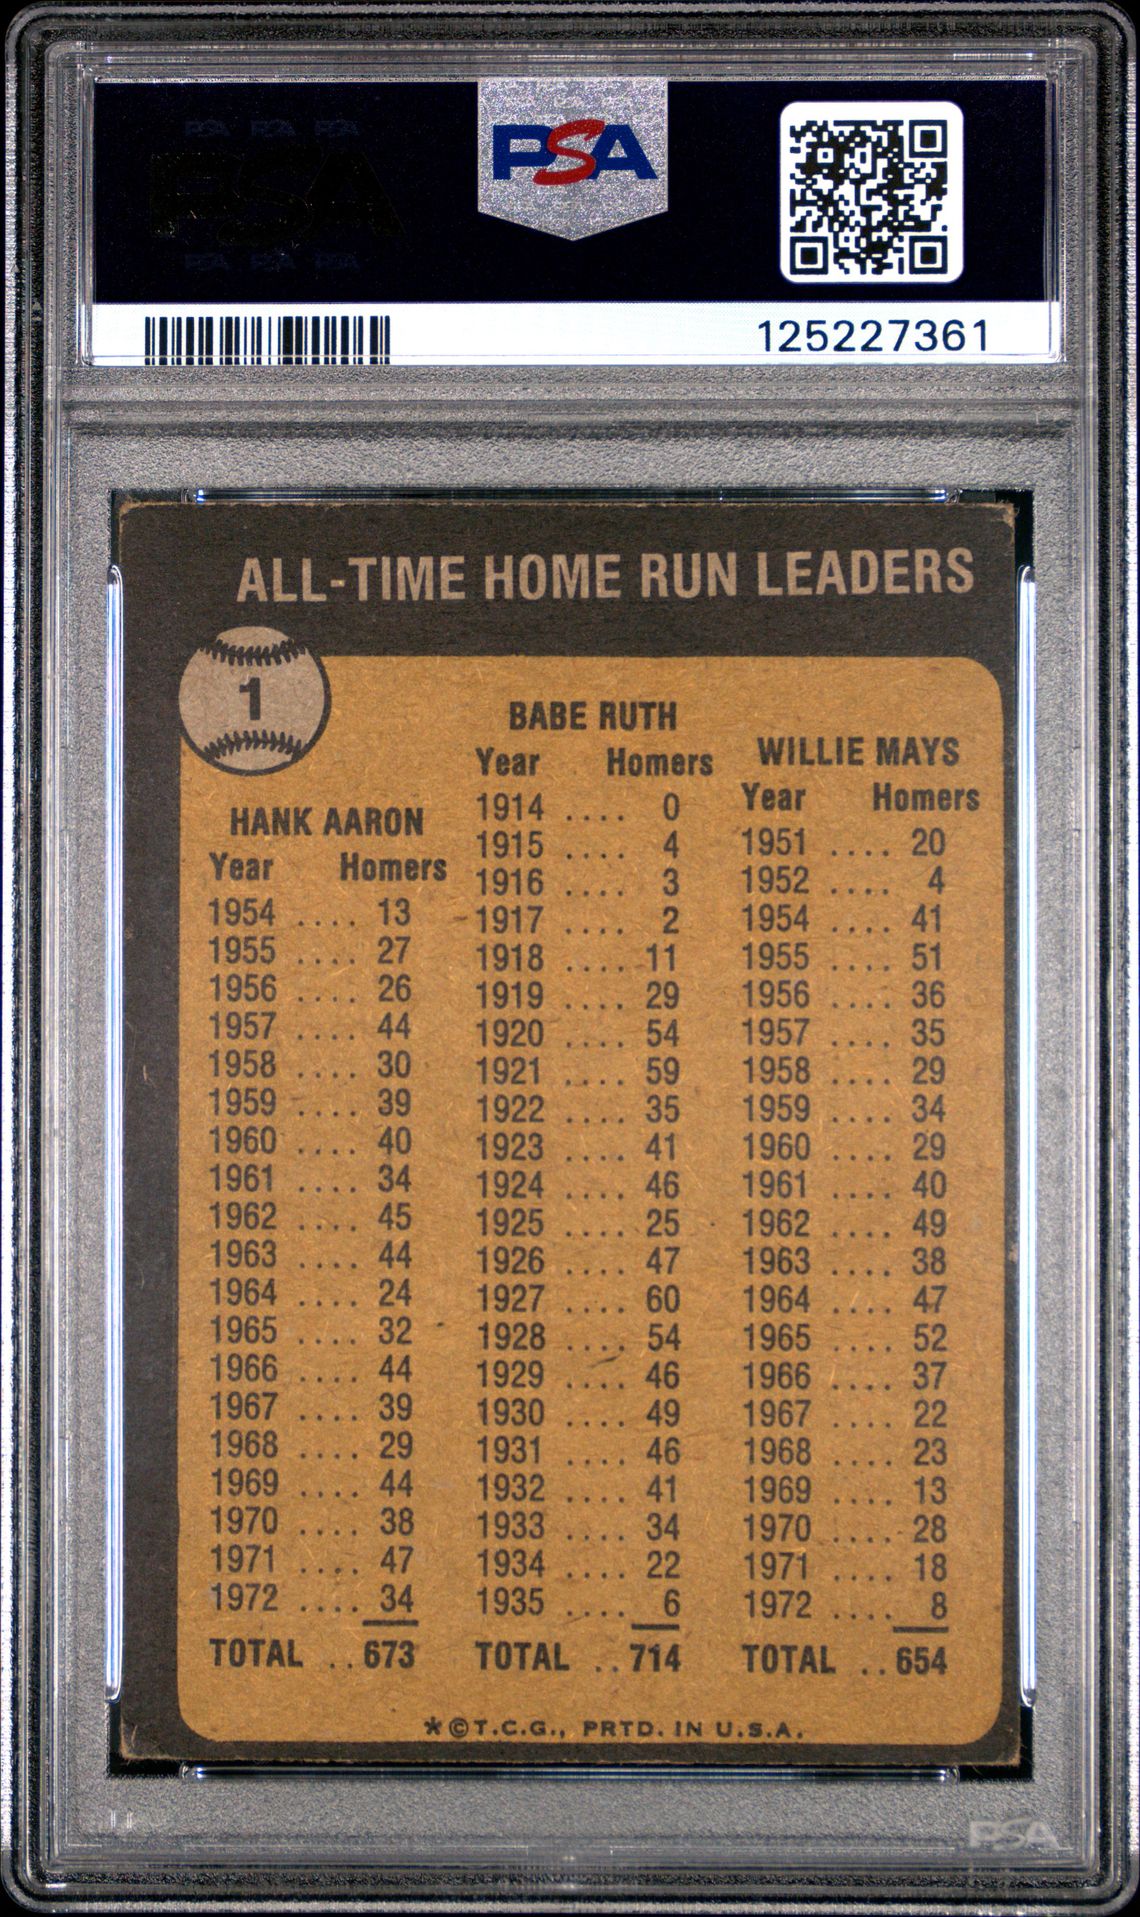 PSA PSA PSA
PSA
PSA PSA PSA
PSA
125227361
ALL-TIME HOME RUN LEADERS
1
HANK AARON
Year Homers
1954 .... 13
1955 .... 27
1956 .... 26
1957 .... 44
1958 .... 30
1959 .... 39
1960 .... 40
1961 .... 34
1962 .... 45
1963 .... 44
1964 .... 24
1965 .... 32
1966 .... 44
1967 .... 39
1968 .... 29
1969 .... 44
1970 .... 38
1971 .... 47
1972 .... 34
TOTAL .. 673
BABE RUTH
Year Homers
1914 .... 0
1915 .... 4
1916 .... 3
1917 .... 2
1918 .... 11
1919 .... 29
1920 .... 54
1921 .... 59
1922 .... 35
1923 .... 41
1924 .... 46
1925 .... 25
1926 .... 47
1927 .... 60
1928 .... 54
1929 .... 46
1930 .... 49
1931 .... 46
1932 .... 41
1933 .... 34
1934 .... 22
1935 .... 6
TOTAL .. 714
WILLIE MAYS
Year Homers
1951 .... 20
1952 .... 4
1954 .... 41
1955 .... 51
1956 .... 36
1957 .... 35
1958 .... 29
1959 .... 34
1960 .... 29
1961 .... 40
1962 .... 49
1963 .... 38
1964 .... 47
1965 .... 52
1966 .... 37
1967 .... 22
1968 .... 23
1969 .... 13
1970 .... 28
1971 .... 18
1972 .... 8
TOTAL .. 654
*©T.C.G., PRTD. IN U.S.A.
PSA